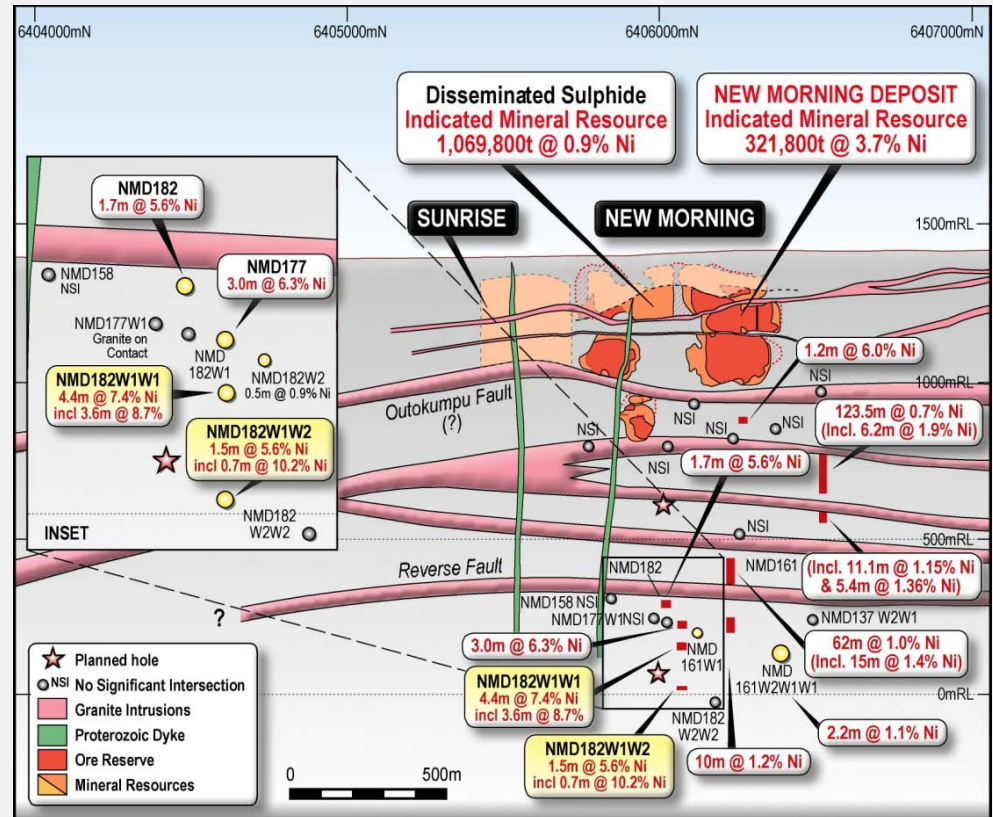 6404000mN
6405000mN
6406000mN
6407000mN
Disseminated Sulphide
Indicated Mineral Resource
1,069,800t @ 0.9% Ni
NEW MORNING DEPOSIT
Indicated Mineral Resource
321,800t @ 3.7% Ni
SUNRISE
NEW MORNING
1500mRL
1000mRL
500mRL
0mRL
NMD182
1.7m @ 5.6% Ni
NMD158
NSI
NMD177
3.0m @ 6.3% Ni
NMD177W1
Granite on
Contact
NMD
182W1
NMD182W2
0.5m @ 0.9% Ni
NMD182W1W1
4.4m @ 7.4% Ni
incl 3.6m @ 8.7%
NMD182W1W2
1.5m @ 5.6% Ni
incl 0.7m @ 10.2% Ni
NMD182
W2W2
INSET
Outokumpu Fault
(?)
1.2m @ 6.0% Ni
NSI
NSI
NSI
NSI
NSI
NSI
NSI
123.5m @ 0.7% Ni
(Incl. 6.2m @ 1.9% Ni)
1.7m @ 5.6% Ni
(Incl. 11.1m @ 1.15% Ni
& 5.4m @ 1.36% Ni)
Reverse Fault
?
NMD182
NMD161
NMD158 NSI
NMD177W1 NSI
NMD137 W2W1
3.0m @ 6.3% Ni
NMD
161W1
62m @ 1.0% Ni
(Incl. 15m @ 1.4% Ni)
NMD182W1W1
4.4m @ 7.4% Ni
incl 3.6m @ 8.7%
NMD
161W2W1W1
NMD182
W2W2
2.2m @ 1.1% Ni
NMD182W1W2
1.5m @ 5.6% Ni
incl 0.7m @ 10.2% Ni
10m @ 1.2% Ni
Planned hole
NSI No Significant Intersection
Granite Intrusions
Proterozoic Dyke
Ore Reserve
Mineral Resources
0
500m